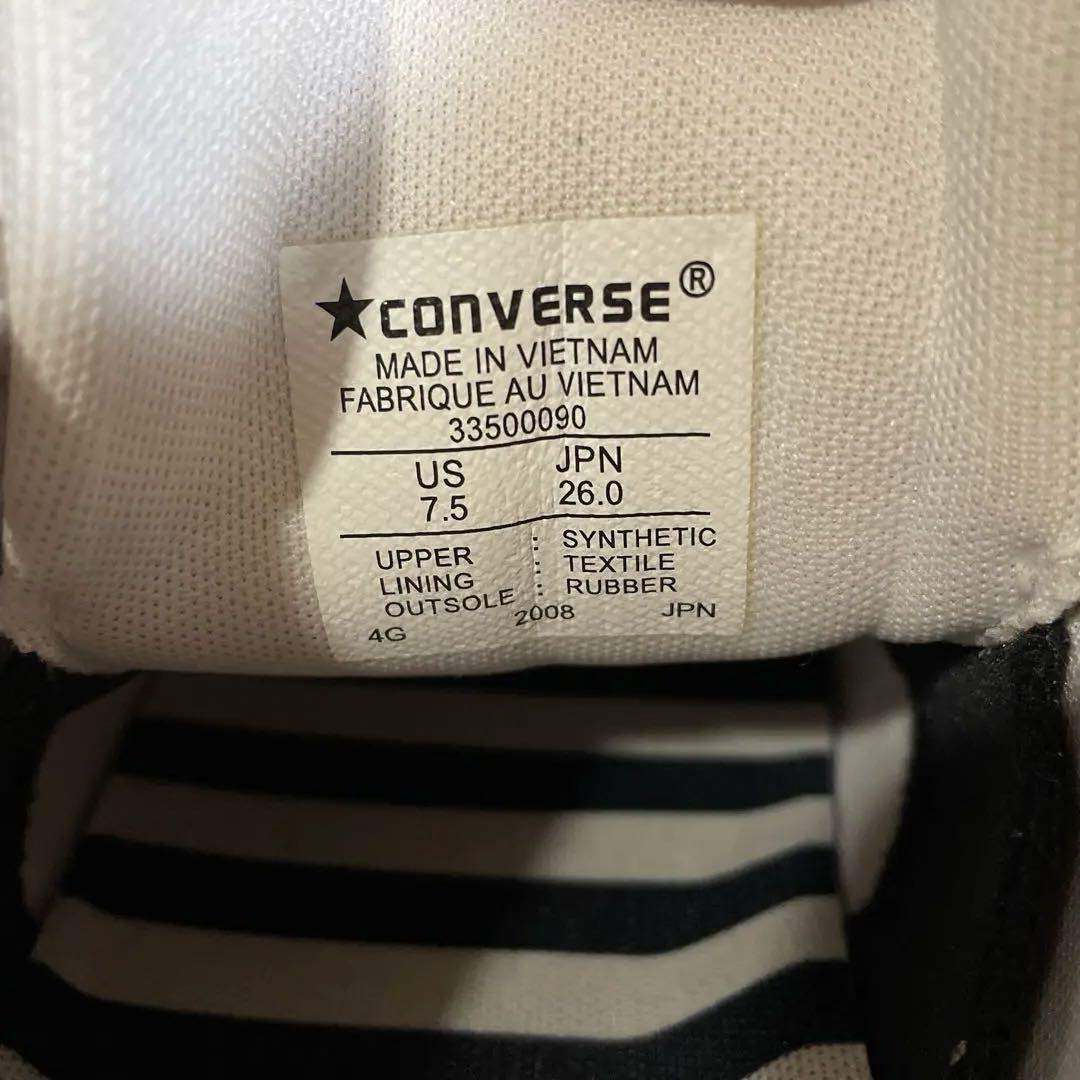 ★CONVERSE®
MADE IN VIETNAM
FABRIQUE AU VIETNAM
33500090
US JPN
7.5 26.0
UPPER : SYNTHETIC
LINING : TEXTILE
OUTSOLE : RUBBER
4G 2008 JPN